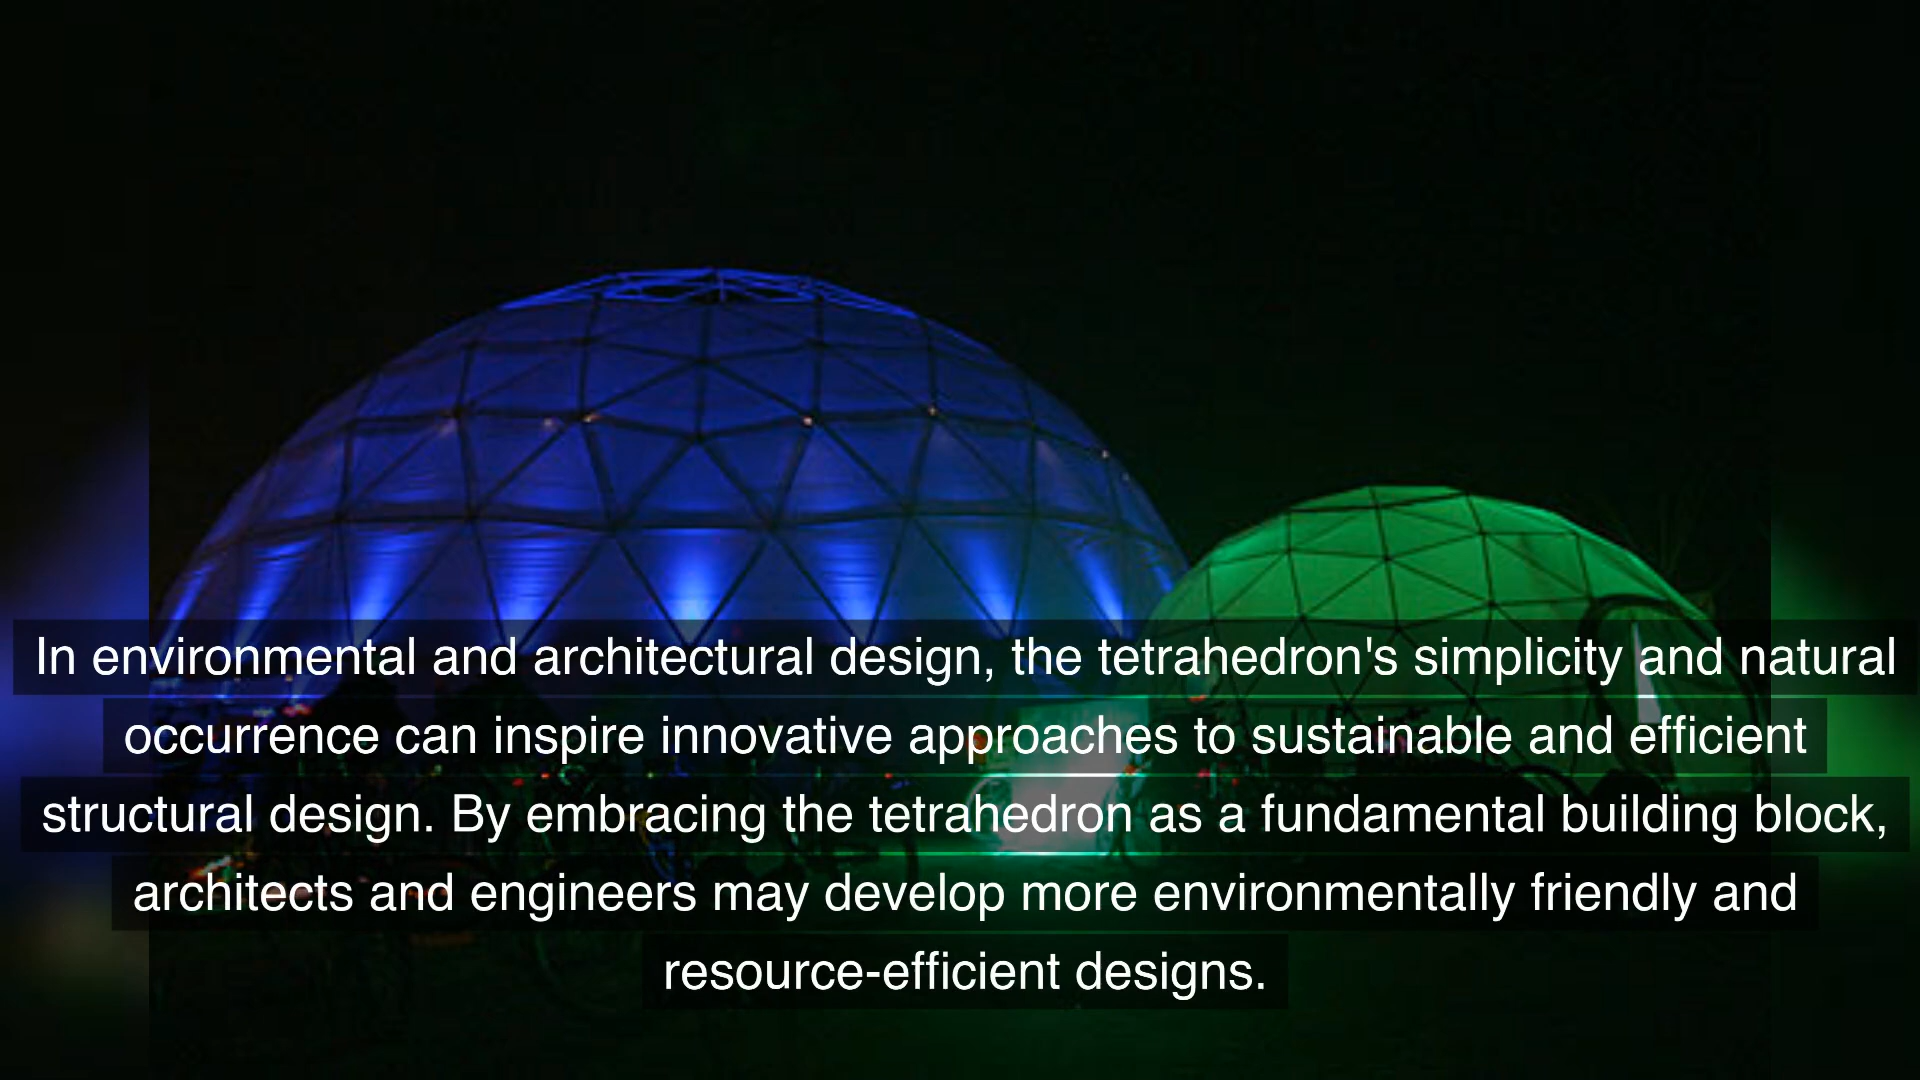 In environmental and architectural design, the tetrahedron's simplicity and natural
occurrence can inspire innovative approaches to sustainable and efficient
structural design. By embracing the tetrahedron as a fundamental building block,
architects and engineers may develop more environmentally friendly and
resource-efficient designs.